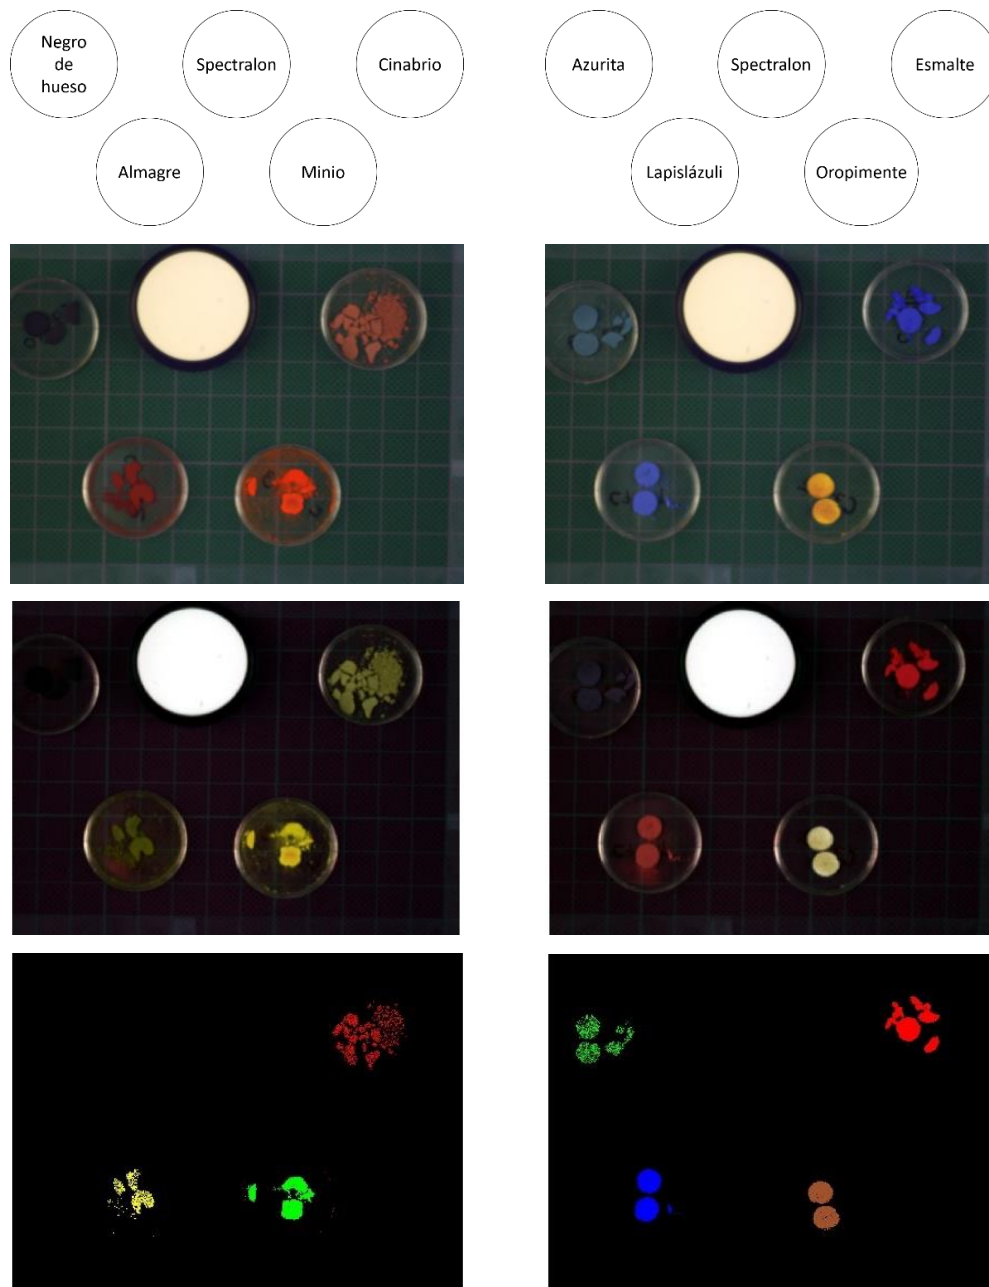 Negro
de
hueso
Spectralon
Cinabrio
Azurita
Spectralon
Esmalte
Almagre
Minio
Lapislázuli
Oropimente